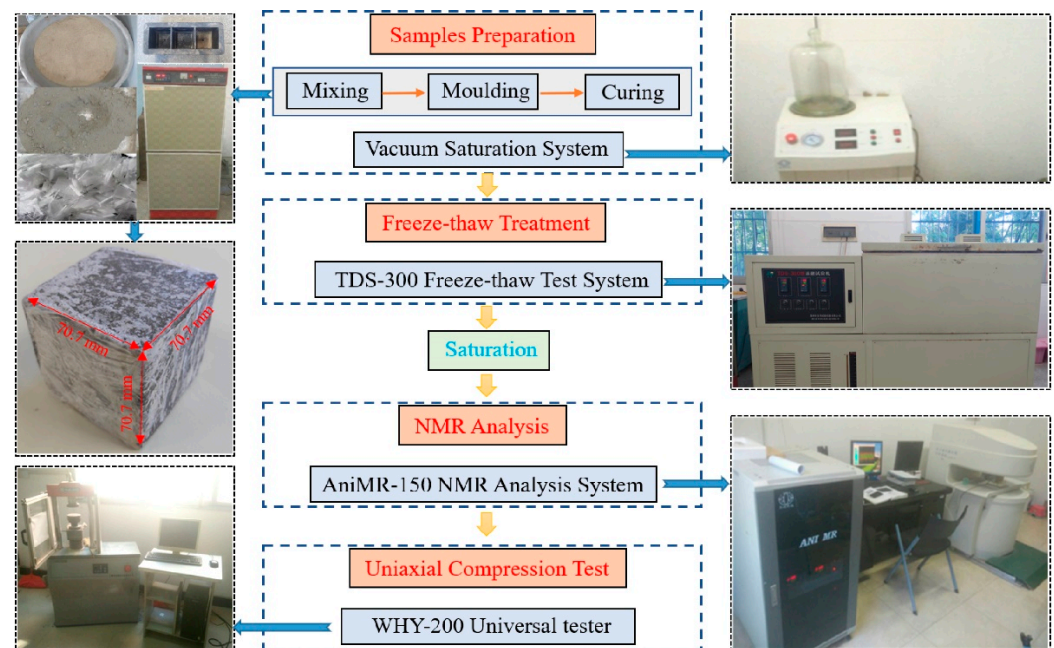 Samples Preparation
Mixing
Moulding
Curing
Vacuum Saturation System
Freeze-thaw Treatment
TDS-300 Freeze-thaw Test System
70.7 mm
70.7 mm
70.7 mm
Saturation
NMR Analysis
AniMR-150 NMR Analysis System
ANI MR
Uniaxial Compression Test
WHY-200 Universal tester